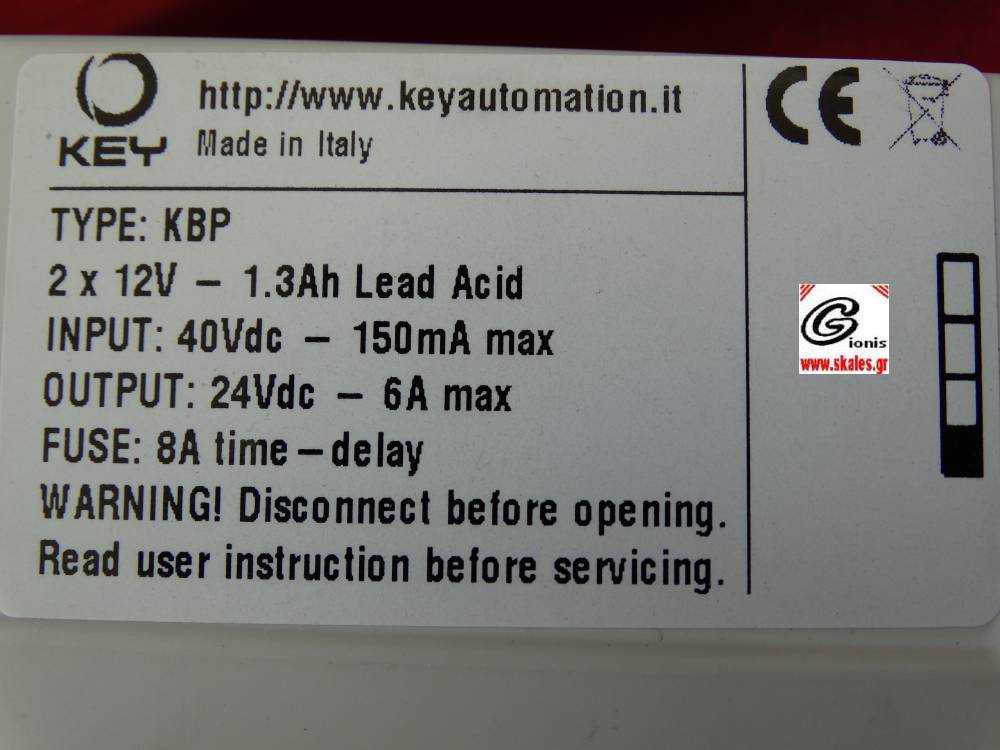 KEY
http://www.keyautomation.it
Made in Italy
CE
TYPE: KBP
2 x 12V – 1.3Ah Lead Acid
INPUT: 40Vdc – 150mA max
OUTPUT: 24Vdc – 6A max
FUSE: 8A time–delay
WARNING! Disconnect before opening.
Read user instruction before servicing.
Gionis
www.skales.gr